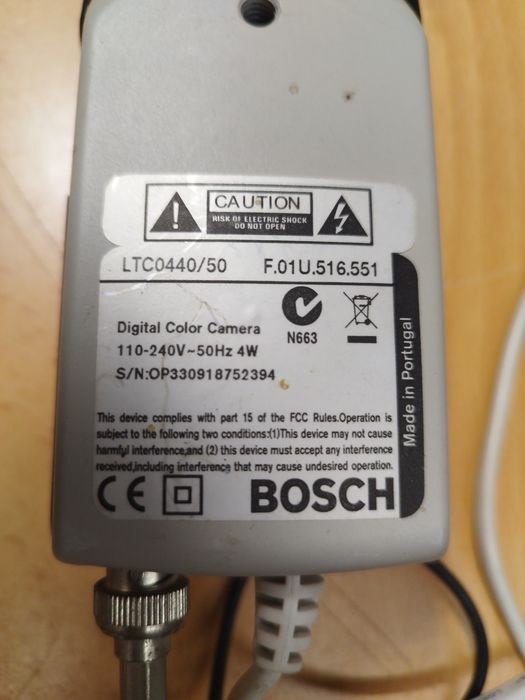 CAUTION
RISK OF ELECTRIC SHOCK
DO NOT OPEN
LTC0440/50 F.01U.516.551
N663
Digital Color Camera
110-240V~50Hz 4W
S/N:OP330918752394
Made in Portugal
This device complies with part 15 of the FCC Rules.Operation is
subject to the following two conditions:(1)This device may not cause
harmful interference,and (2) this device must accept any interference
received,including interference that may cause undesired operation.
CE BOSCH